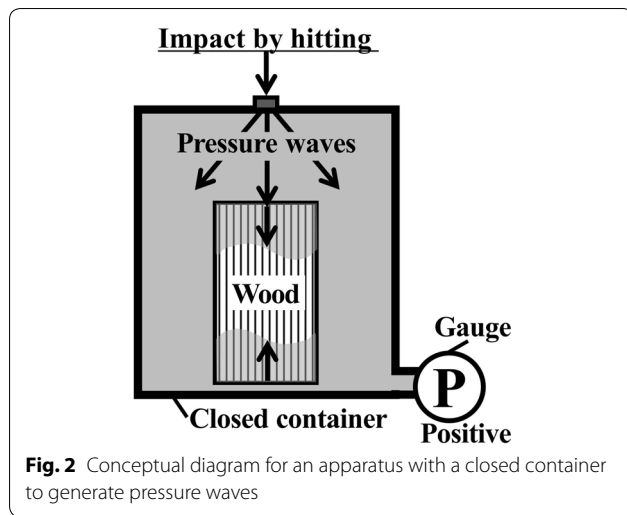 Impact by hitting
Pressure waves
Wood
Gauge
P
Closed container
Positive
Fig. 2 Conceptual diagram for an apparatus with a closed container
to generate pressure waves